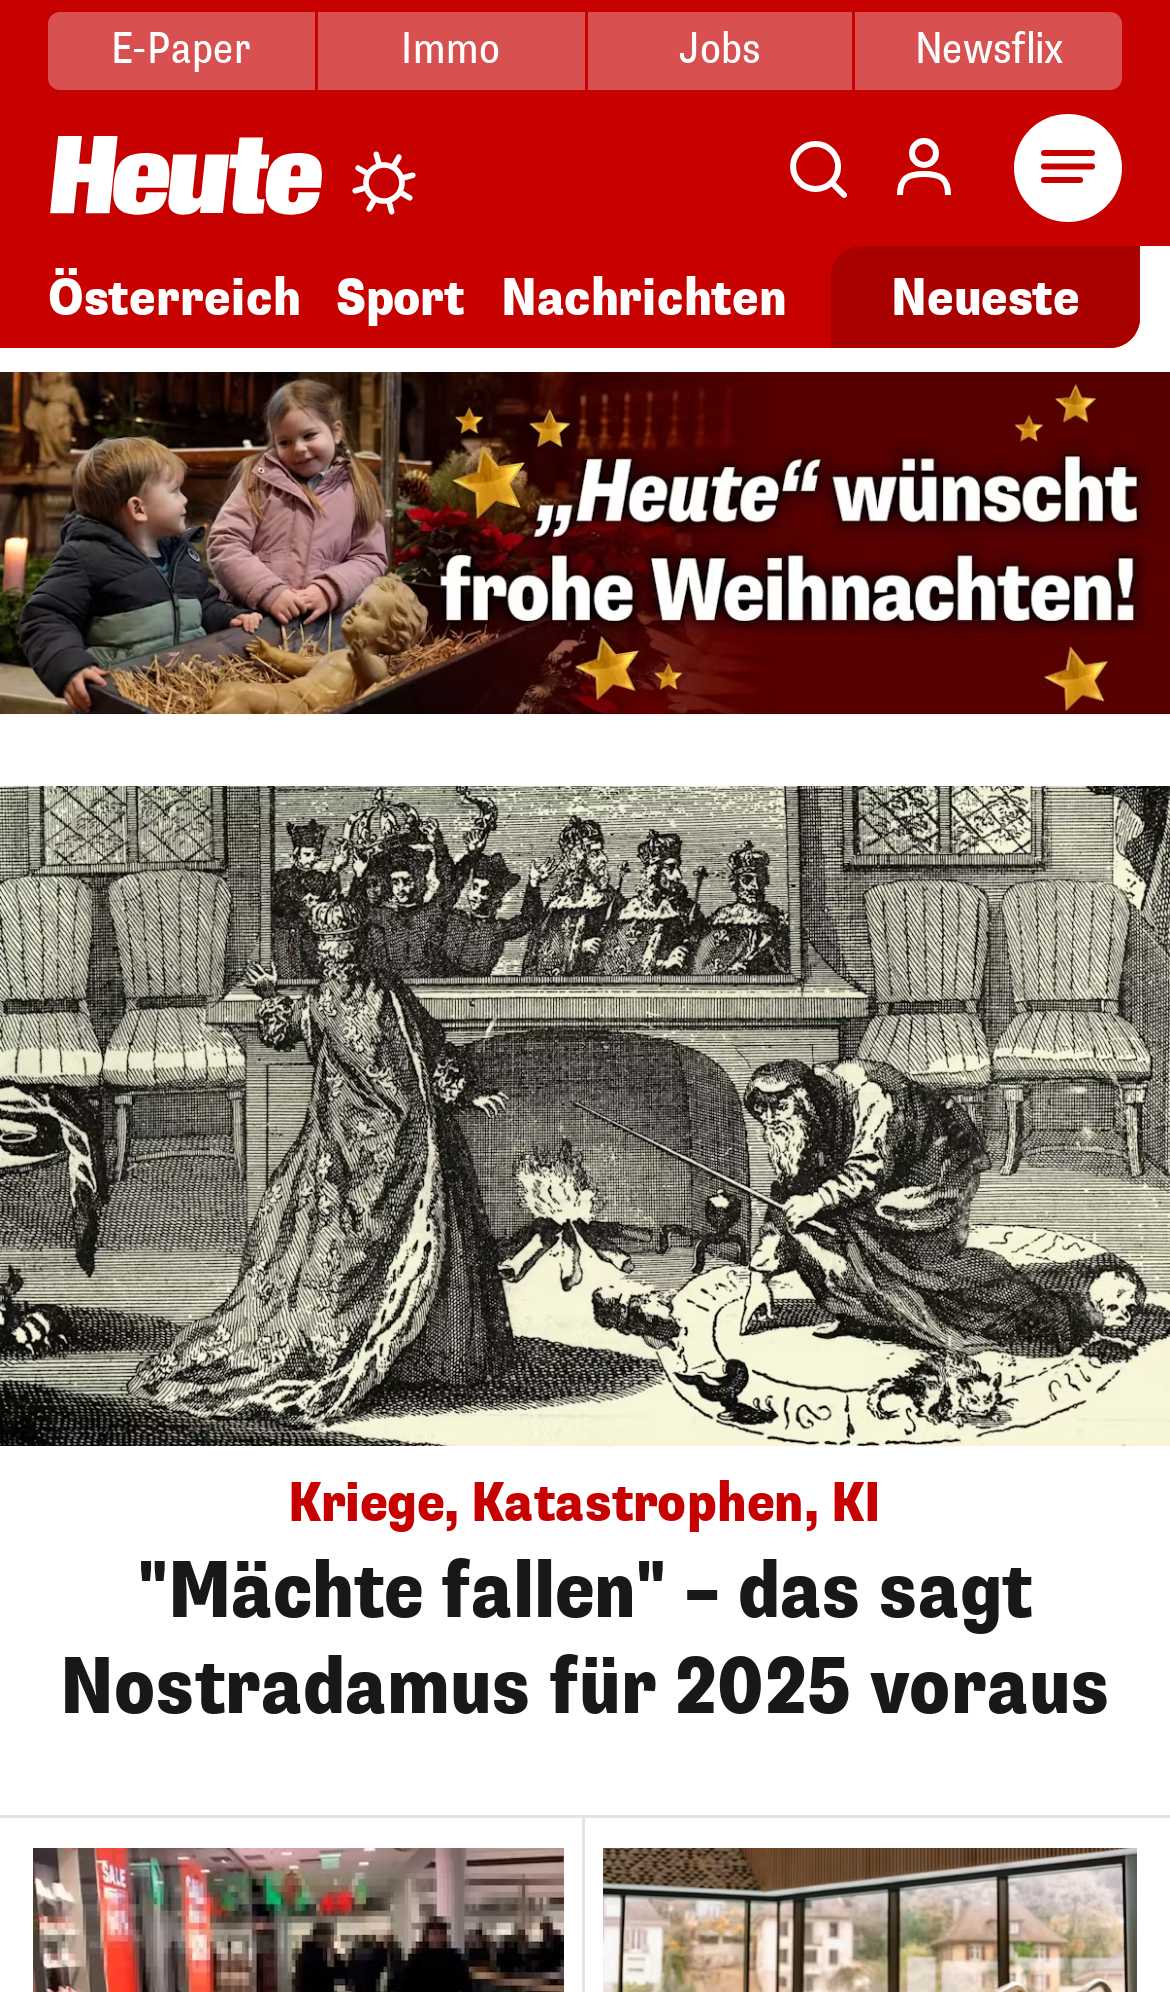 E-Paper
Immo
Jobs
Newsflix
Heute
Österreich
Sport
Nachrichten
Neueste
„Heute“ wünscht
frohe Weihnachten!
Kriege, Katastrophen, KI
"Mächte fallen" – das sagt
Nostradamus für 2025 voraus
SALE